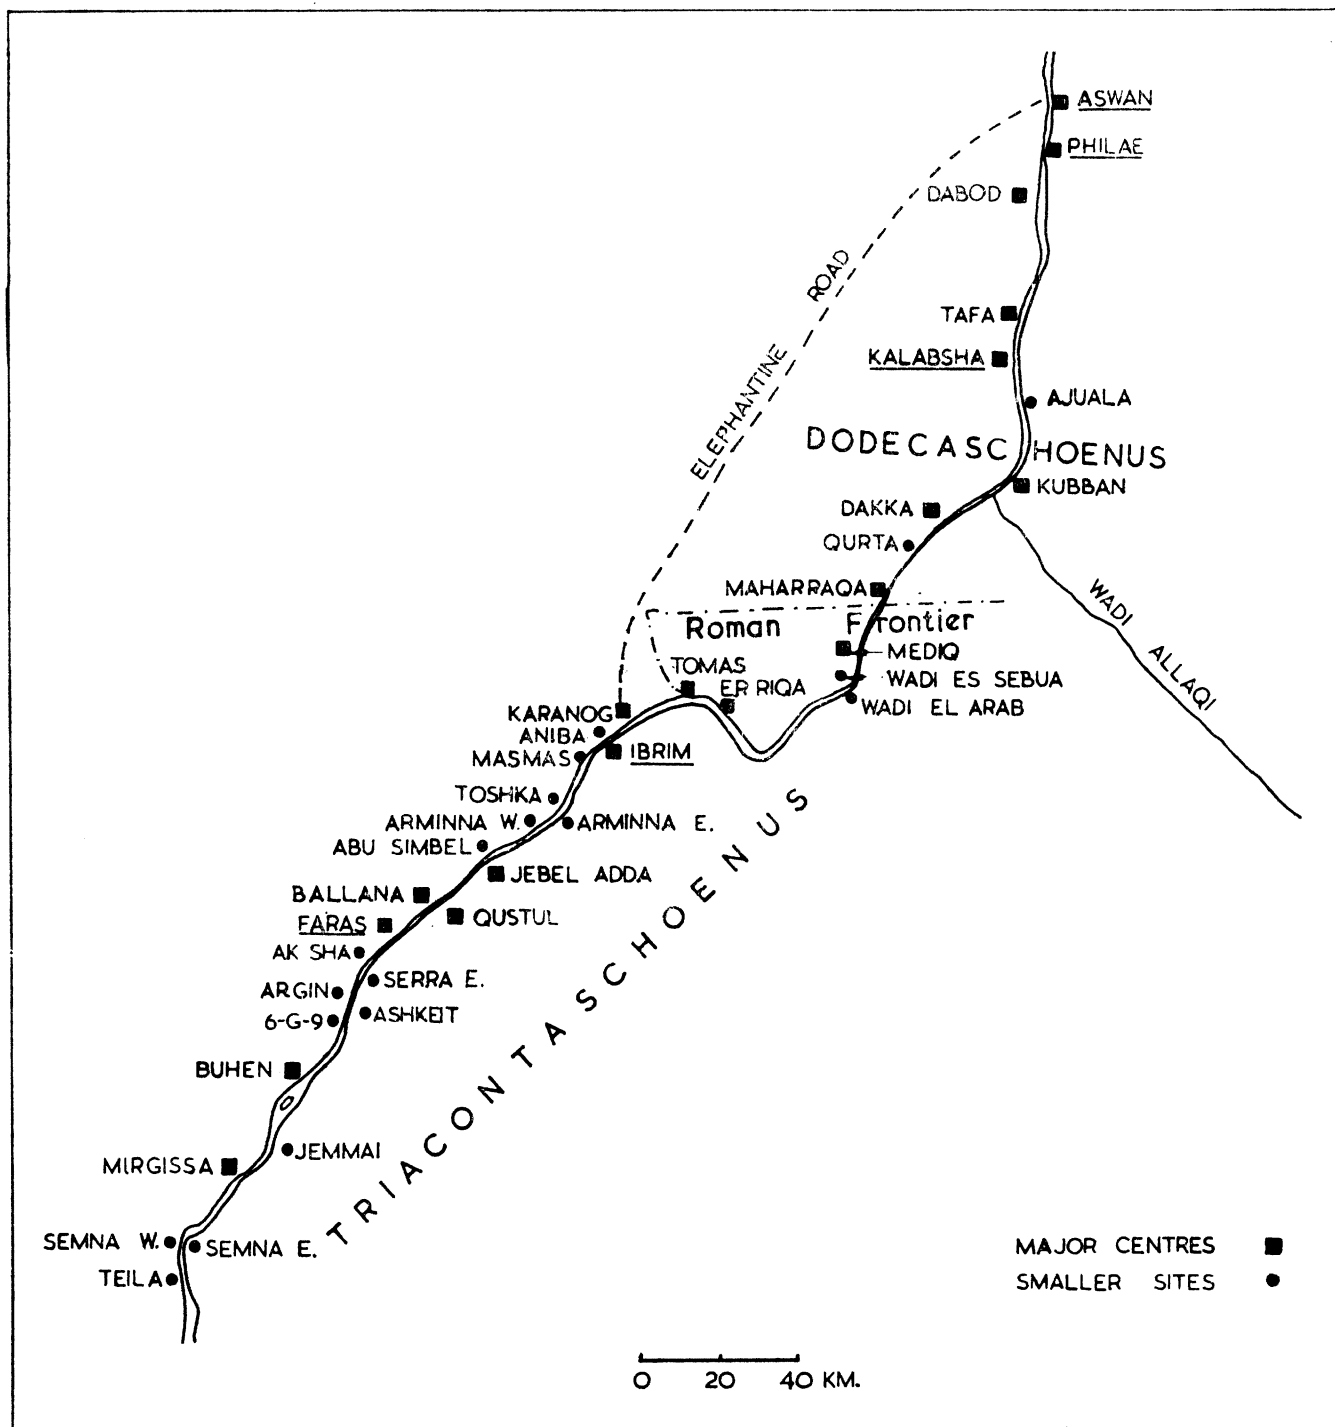 ASWAN
PHILAE
DABOD
ELEPHANTINE ROAD
TAFA
KALABSHA
AJUALA
DODECASCHOENUS
KUBBAN
DAKKA
QURTA
WADI ALLAQI
MAHARRAQA
Roman Frontier
MEDIQ
TOMAS
WADI ES SEBUA
ER RIQA
WADI EL ARAB
KARANOG
ANIBA
IBRIM
MASMAS
TOSHKA
ARMINNA W.
ARMINNA E.
ABU SIMBEL
JEBEL ADDA
BALLANA
QUSTUL
FARAS
AKSHA
SERRA E.
ARGIN
ASHKEIT
6-G-9
TRIACONTASCHOENUS
BUHEN
JEMMAI
MIRGISSA
SEMNA W.
SEMNA E.
TEILA
MAJOR CENTRES
SMALLER SITES
0 20 40 KM.